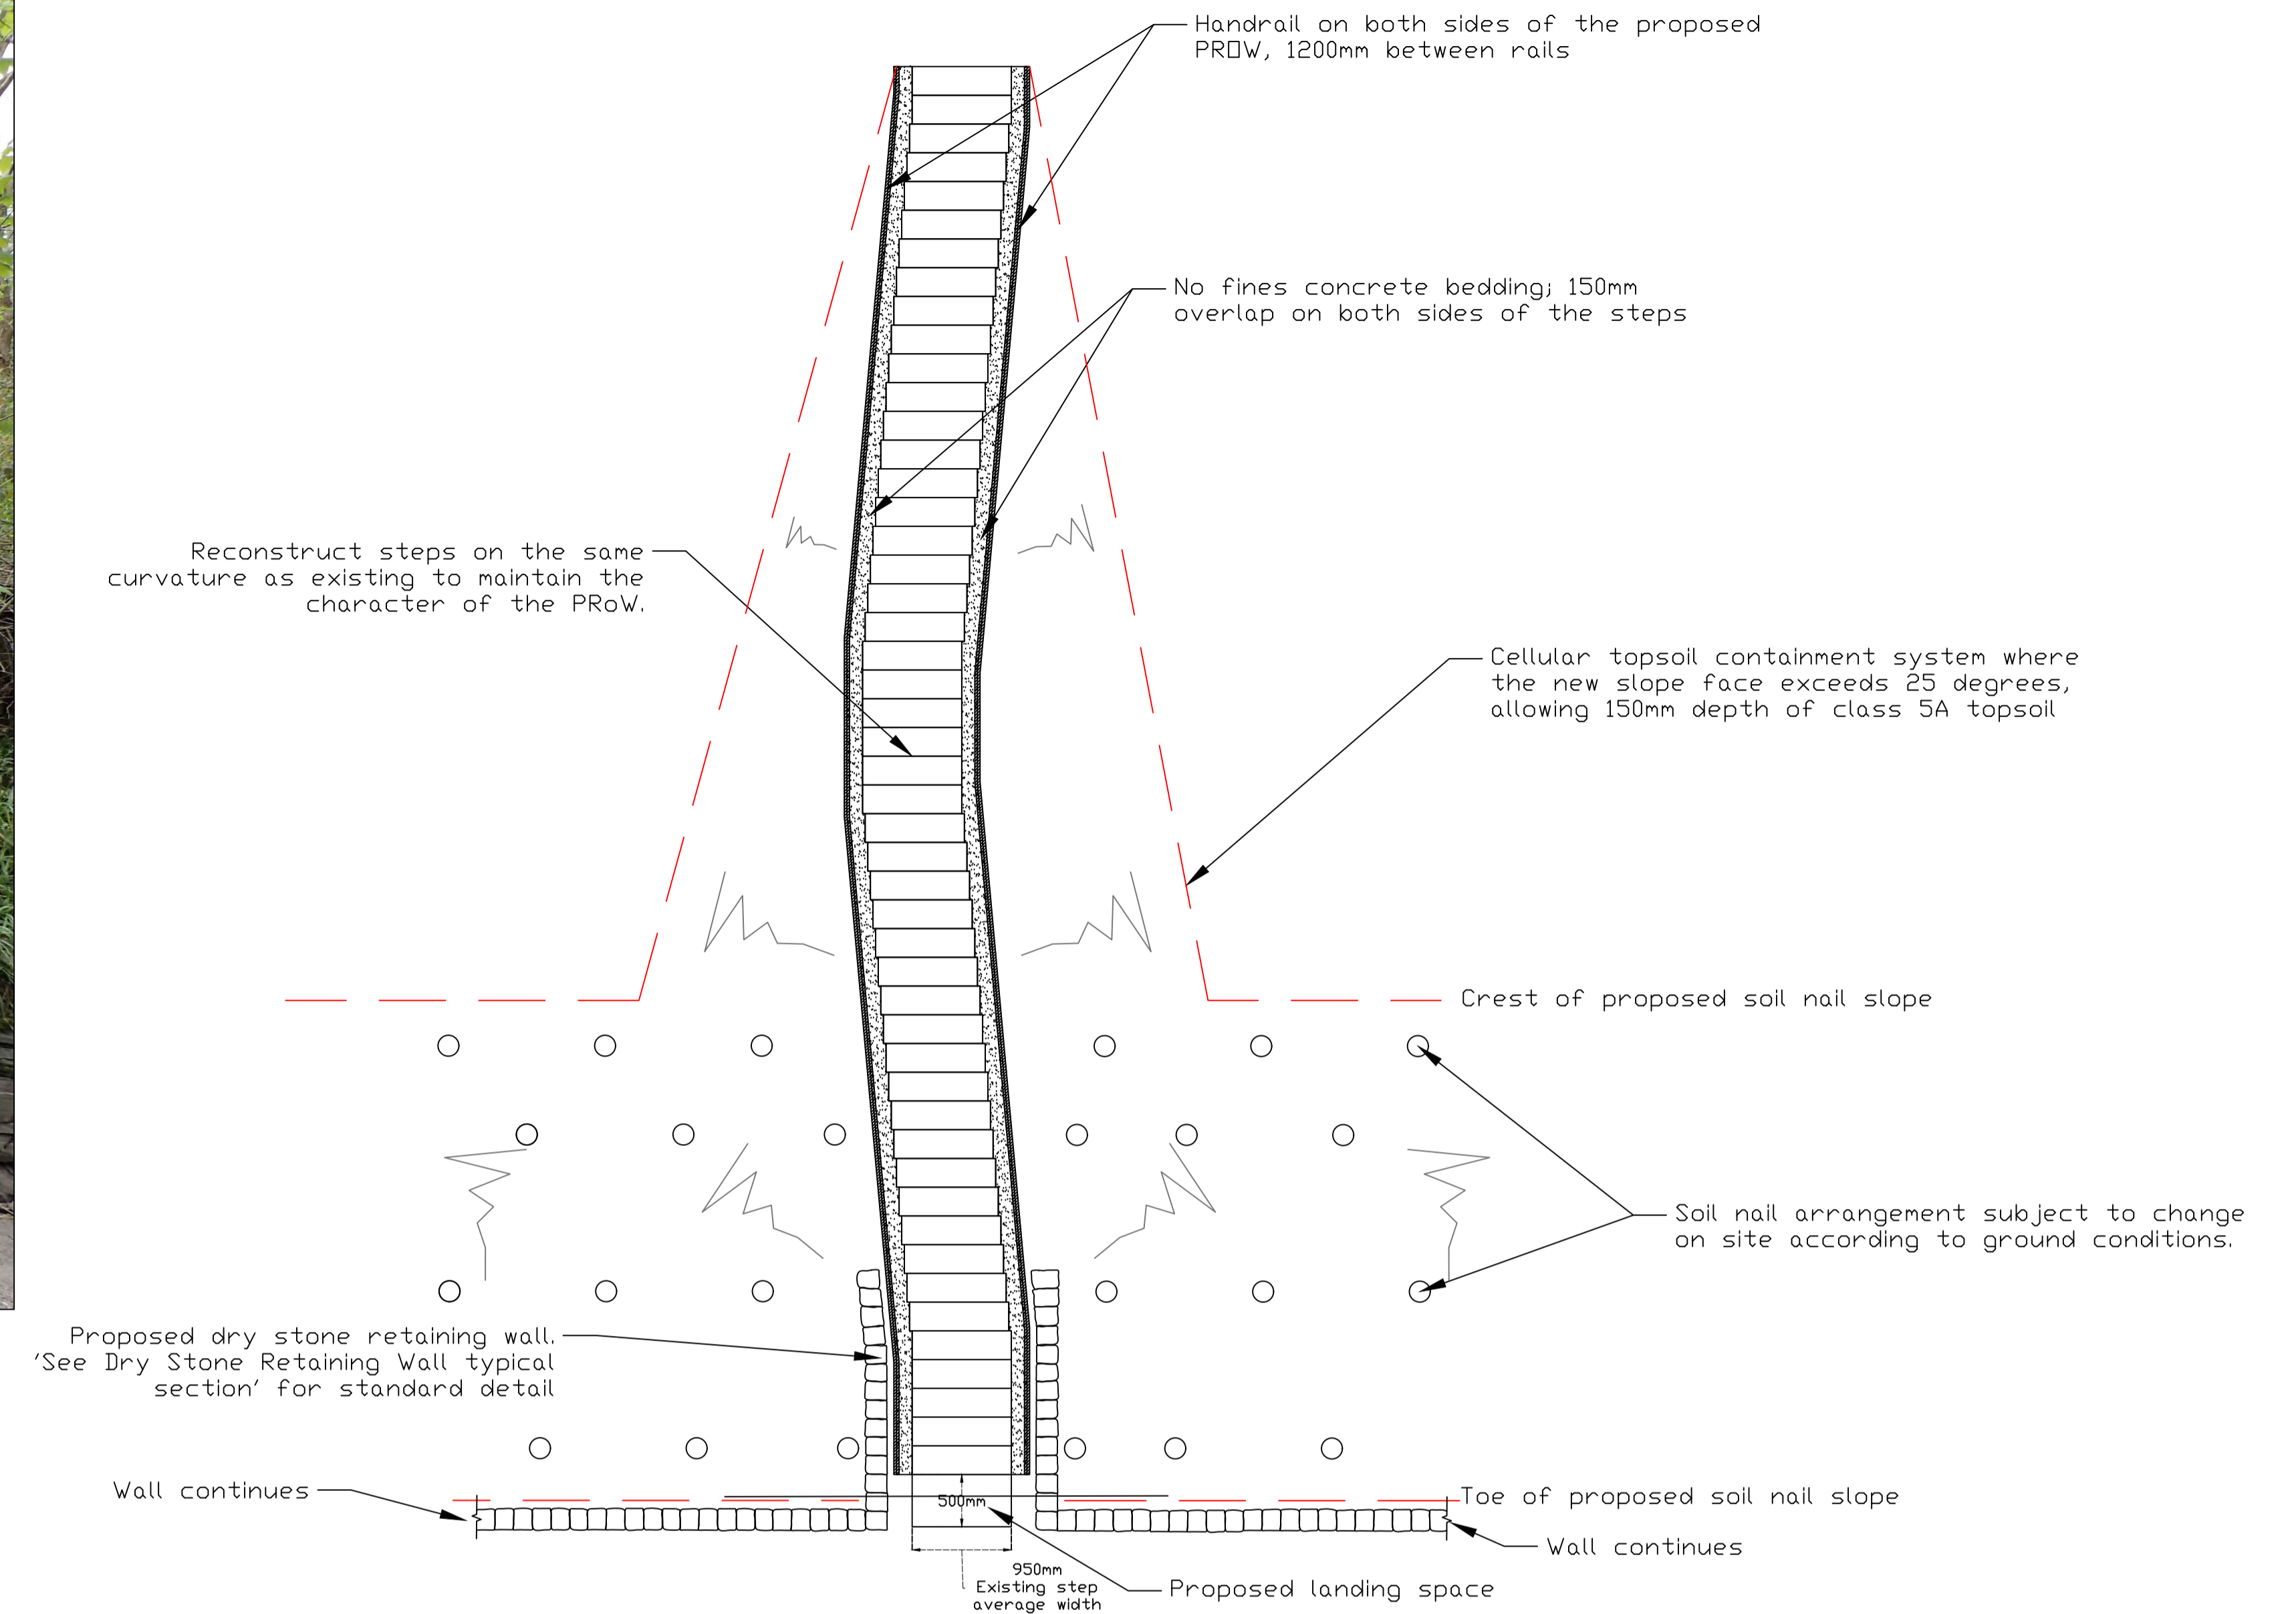 Handrail on both sides of the proposed
PR□W, 1200mm between rails
No fines concrete bedding; 150mm
overlap on both sides of the steps
Reconstruct steps on the same
curvature as existing to maintain the
character of the PRoW.
Cellular topsoil containment system where
the new slope face exceeds 25 degrees,
allowing 150mm depth of class 5A topsoil
Crest of proposed soil nail slope
Soil nail arrangement subject to change
on site according to ground conditions.
Proposed dry stone retaining wall.
'See Dry Stone Retaining Wall typical
section' for standard detail
Wall continues
500mm
Toe of proposed soil nail slope
Wall continues
950mm
Existing step
average width
Proposed landing space